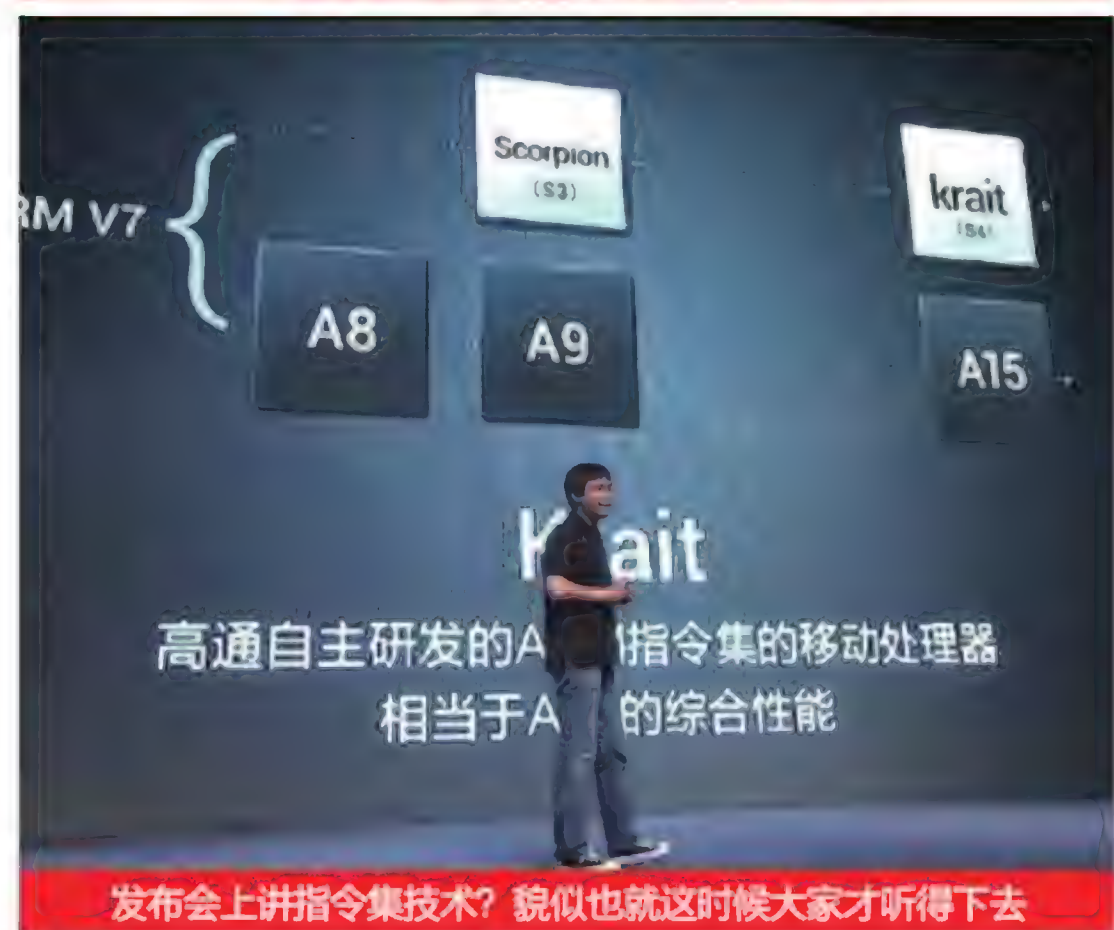 Scorpion
(S3)
krait
(S4)
RM V7
A8
A9
A15
K ait
高通自主研发的A 指令集的移动处理器
相当于A 的综合性能
发布会上讲指令集技术？貌似也就这时候大家才听得下去